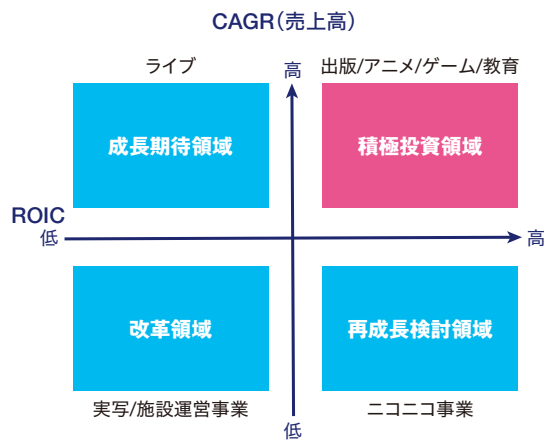 CAGR（売上高）
ライブ
高
出版/アニメ/ゲーム/教育
成長期待領域
積極投資領域
ROIC
低
高
改革領域
再成長検討領域
実写/施設運営事業
低
ニコニコ事業